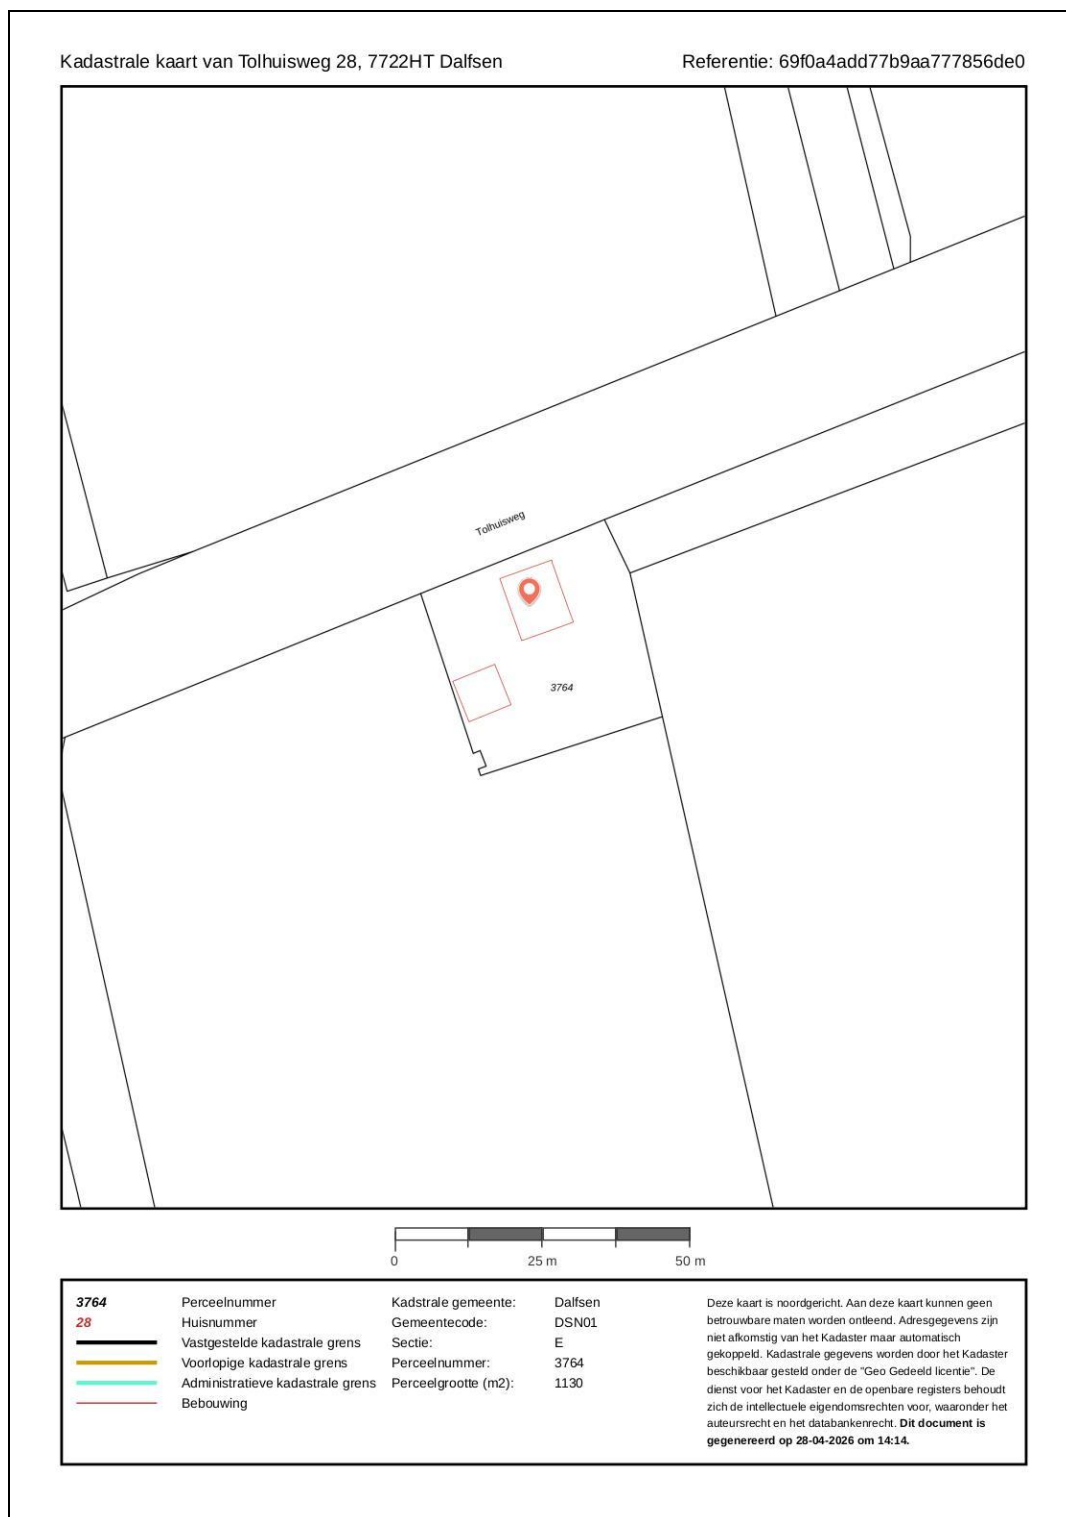 Kadastrale kaart van Tolhuisweg 28, 7722HT Dalfsen
Referentie: 69f0a4add77b9aa777856de0
Tolhuisweg
3764
0
25 m
50 m
3764 Perceelnummer
28 Huisnummer
Vastgestelde kadastrale grens
Voorlopige kadastrale grens
Administratieve kadastrale grens
Bebouwing
Kadstrale gemeente: Dalfsen
Gemeentecode: DSN01
Sectie: E
Perceelnummer: 3764
Perceelgrootte (m2): 1130
Deze kaart is noordgericht. Aan deze kaart kunnen geen
betrouwbare maten worden ontleend. Adresgegevens zijn
niet afkomstig van het Kadaster maar automatisch
gekoppeld. Kadastrale gegevens worden door het Kadaster
beschikbaar gesteld onder de "Geo Gedeeld licentie". De
dienst voor het Kadaster en de openbare registers behoudt
zich de intellectuele eigendomsrechten voor, waaronder het
auteursrecht en het databankenrecht. Dit document is
gegenereerd op 28-04-2026 om 14:14.